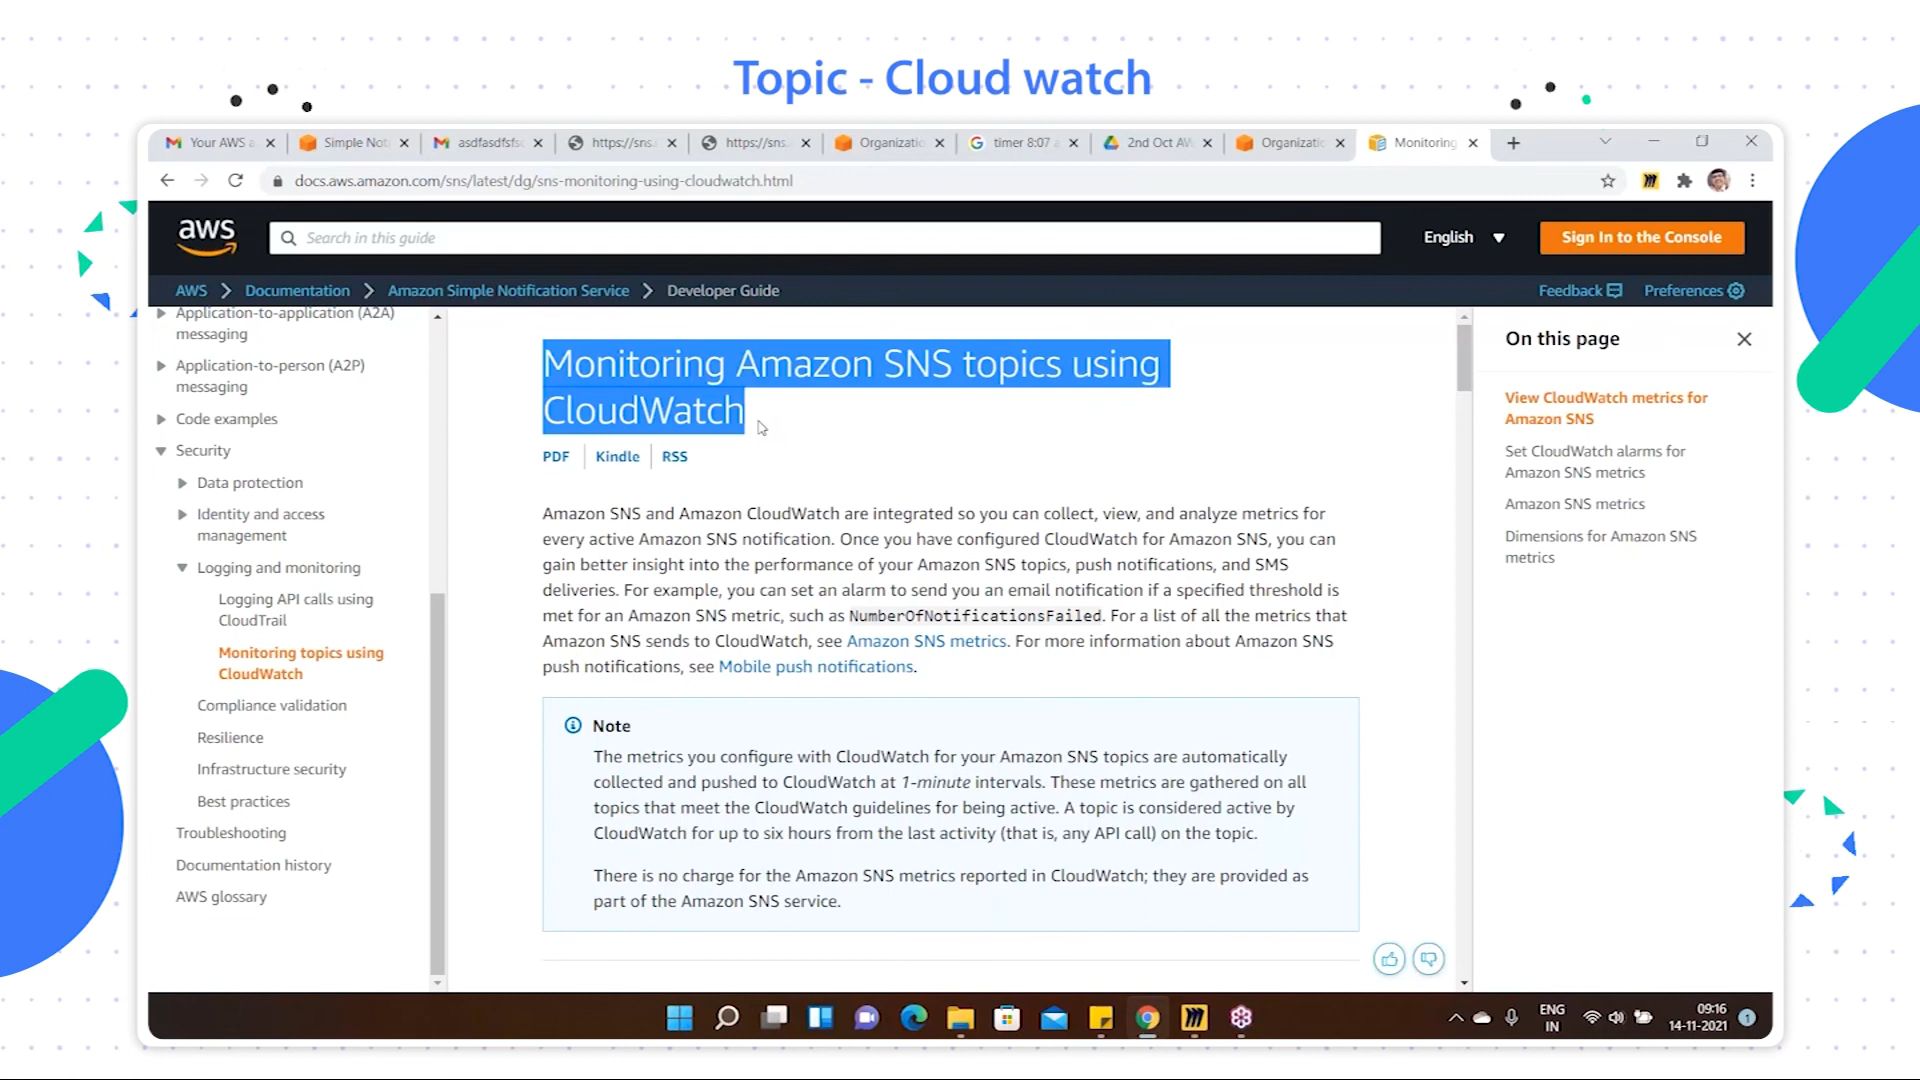 Topic - Cloud watch
Your AWS a
Simple Not
asdfasdfsfs
https://sns.
https://sns.
Organizatio
timer 8:07 a
2nd Oct AW
Organizatio
Monitoring
docs.aws.amazon.com/sns/latest/dg/sns-monitoring-using-cloudwatch.html
aws
Search in this guide
English
Sign In to the Console
AWS
Documentation
Amazon Simple Notification Service
Developer Guide
Feedback
Preferences
Application-to-application (A2A)
messaging
Application-to-person (A2P)
messaging
Code examples
Security
Data protection
Identity and access
management
Logging and monitoring
Logging API calls using
CloudTrail
Monitoring topics using
CloudWatch
Compliance validation
Resilience
Infrastructure security
Best practices
Troubleshooting
Documentation history
AWS glossary
Monitoring Amazon SNS topics using
CloudWatch
PDF
Kindle
RSS
Amazon SNS and Amazon CloudWatch are integrated so you can collect, view, and analyze metrics for
every active Amazon SNS notification. Once you have configured CloudWatch for Amazon SNS, you can
gain better insight into the performance of your Amazon SNS topics, push notifications, and SMS
deliveries. For example, you can set an alarm to send you an email notification if a specified threshold is
met for an Amazon SNS metric, such as NumberOfNotificationsFailed. For a list of all the metrics that
Amazon SNS sends to CloudWatch, see Amazon SNS metrics. For more information about Amazon SNS
push notifications, see Mobile push notifications.
Note
The metrics you configure with CloudWatch for your Amazon SNS topics are automatically
collected and pushed to CloudWatch at 1-minute intervals. These metrics are gathered on all
topics that meet the CloudWatch guidelines for being active. A topic is considered active by
CloudWatch for up to six hours from the last activity (that is, any API call) on the topic.
There is no charge for the Amazon SNS metrics reported in CloudWatch; they are provided as
part of the Amazon SNS service.
On this page
View CloudWatch metrics for
Amazon SNS
Set CloudWatch alarms for
Amazon SNS metrics
Amazon SNS metrics
Dimensions for Amazon SNS
metrics
ENG
IN
09:16
14-11-2021
1